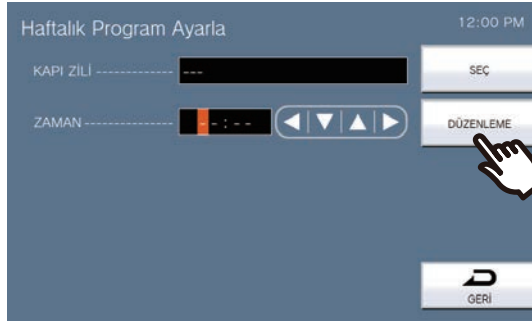 Haftalık Program Ayarla
12:00 PM
KAPI ZİLİ ------------- ---
SEÇ
ZAMAN --------------- --:--
DÜZENLEME
GERİ